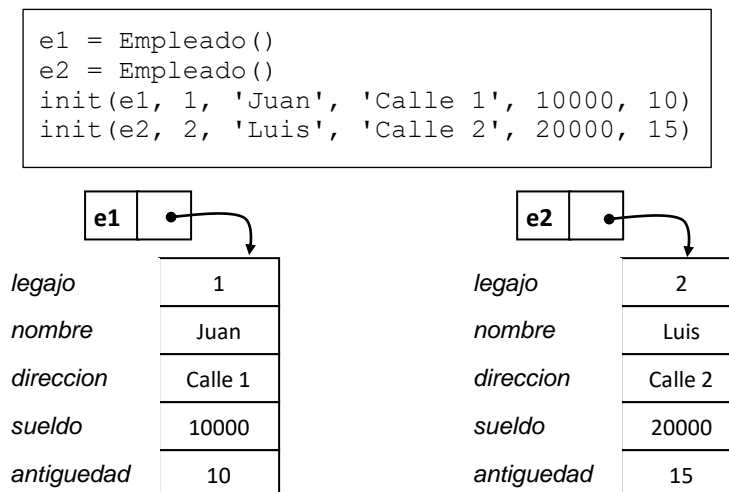 e1 = Empleado()
e2 = Empleado()
init(e1, 1, 'Juan', 'Calle 1', 10000, 10)
init(e2, 2, 'Luis', 'Calle 2', 20000, 15)
e1 e2
legajo 1 legajo 2
nombre Juan nombre Luis
direccion Calle 1 direccion Calle 2
sueldo 10000 sueldo 20000
antiguedad 10 antiguedad 15